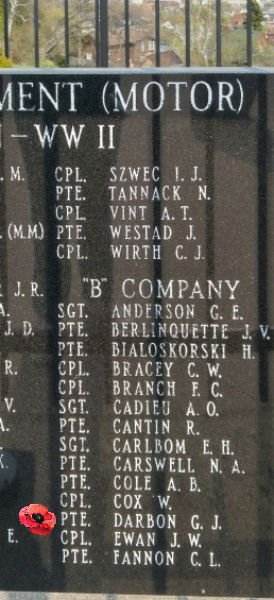 MENT (MOTOR)
– WW II
. M. CPL. SZWEC I. J.
PTE. TANNACK N.
CPL. VINT A. T.
(M.M.) PTE. WESTAD J.
CPL. WIRTH C. J.
J. R. "B" COMPANY
A. SGT. ANDERSON G. E.
J. D. PTE. BERLINQUETTE J. V.
PTE. BIALOSKORSKI H.
R. CPL. BRACEY C. W.
CPL. BRANCH F. C.
V. SGT. CADIEU A. O.
A. PTE. CANTIN R.
. SGT. CARLBOM E. H.
K. PTE. CARSWELL N. A.
PTE. COLE A. B.
CPL. COX W.
PTE. DARBON G. J.
E. CPL. EWAN J. W.
PTE. FANNON C. L.